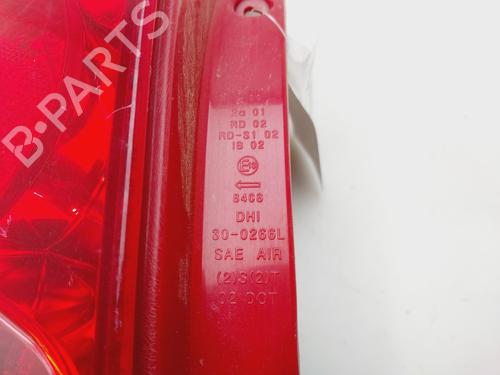 2a 01
RD 02
RD-S1 02
IB 02
DHI
30-0266L
SAE AIR
(2)S(2)T
02 DOT
B-PARTS